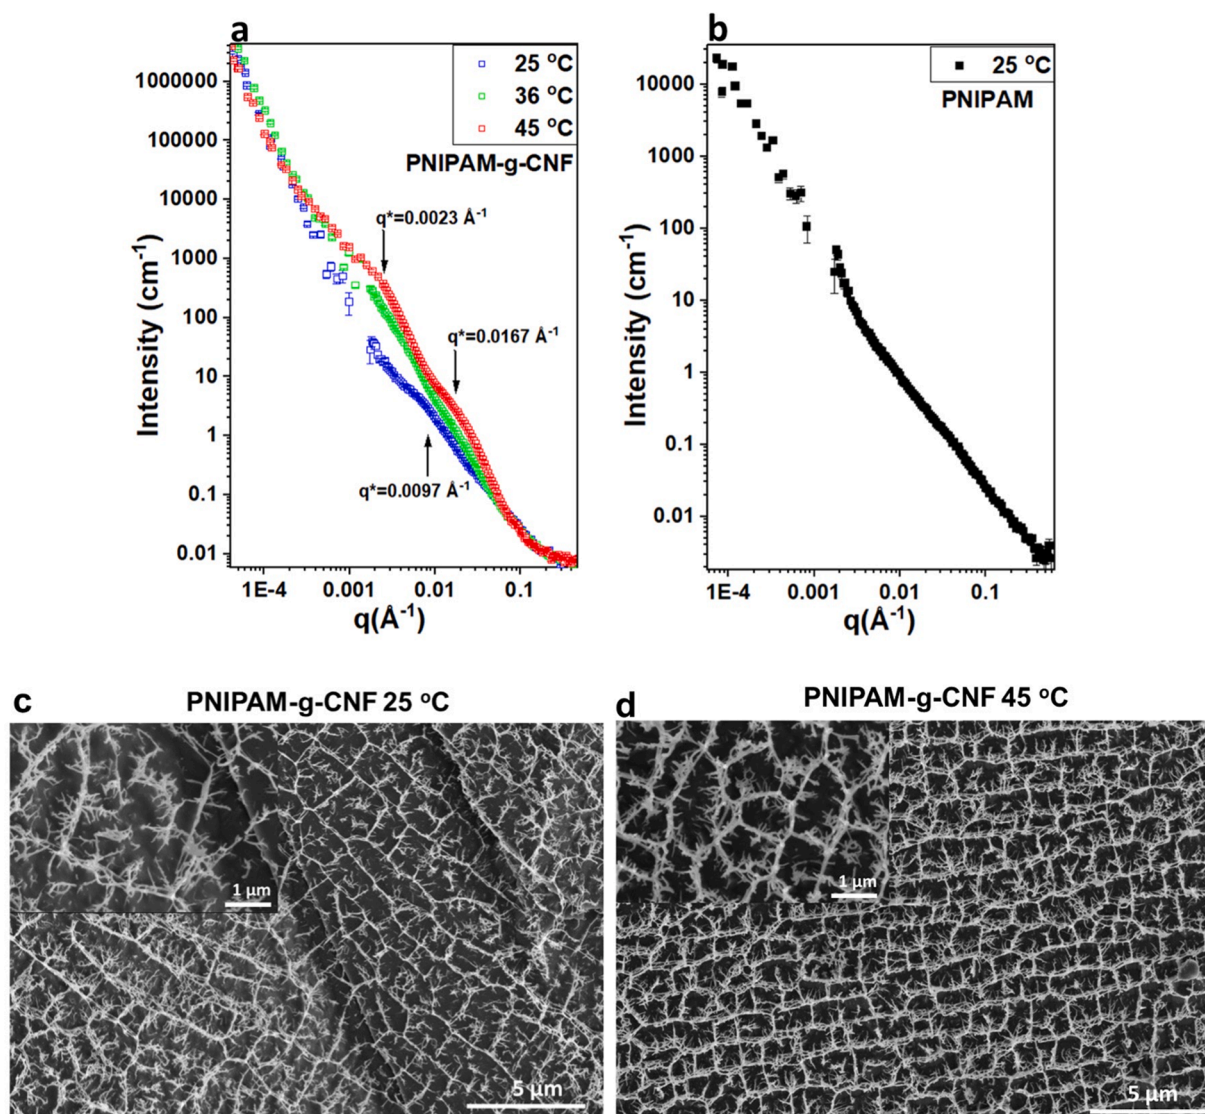 a
25 °C
36 °C
45 °C
PNIPAM-g-CNF
q*=0.0023 Å⁻¹
q*=0.0167 Å⁻¹
q*=0.0097 Å⁻¹
Intensity (cm⁻¹)
1000000
100000
10000
1000
100
10
1
0.1
0.01
1E-4 0.001 0.01 0.1
q(Å⁻¹)
b
25 °C
PNIPAM
Intensity (cm⁻¹)
10000
1000
100
10
1
0.1
0.01
1E-4 0.001 0.01 0.1
q(Å⁻¹)
c
PNIPAM-g-CNF 25 °C
1 μm
5 μm
d
PNIPAM-g-CNF 45 °C
1 μm
5 μm